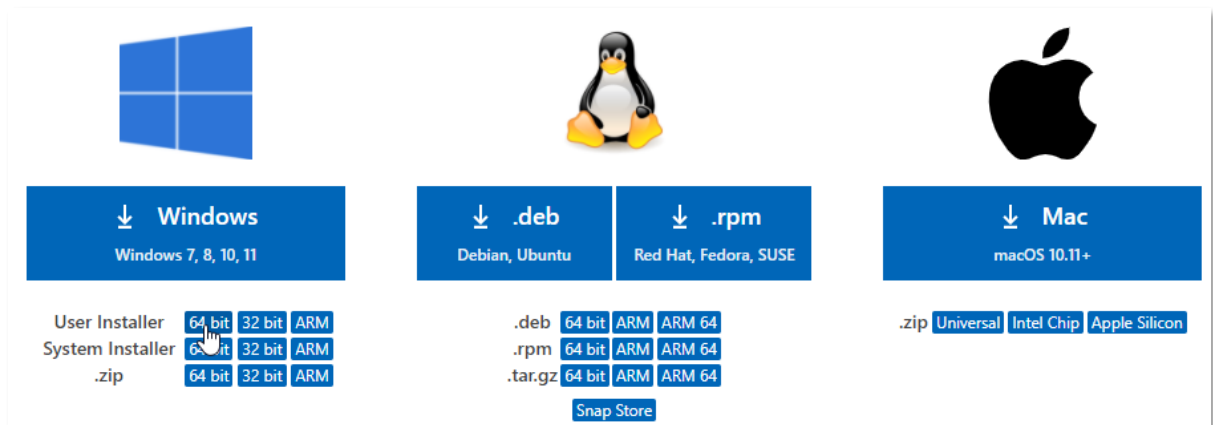 Windows
Windows 7, 8, 10, 11
User Installer 64 bit 32 bit ARM
System Installer 64 bit 32 bit ARM
.zip 64 bit 32 bit ARM
.deb .rpm
Debian, Ubuntu Red Hat, Fedora, SUSE
.deb 64 bit ARM ARM 64
.rpm 64 bit ARM ARM 64
.tar.gz 64 bit ARM ARM 64
Snap Store
Mac
macOS 10.11+
.zip Universal Intel Chip Apple Silicon